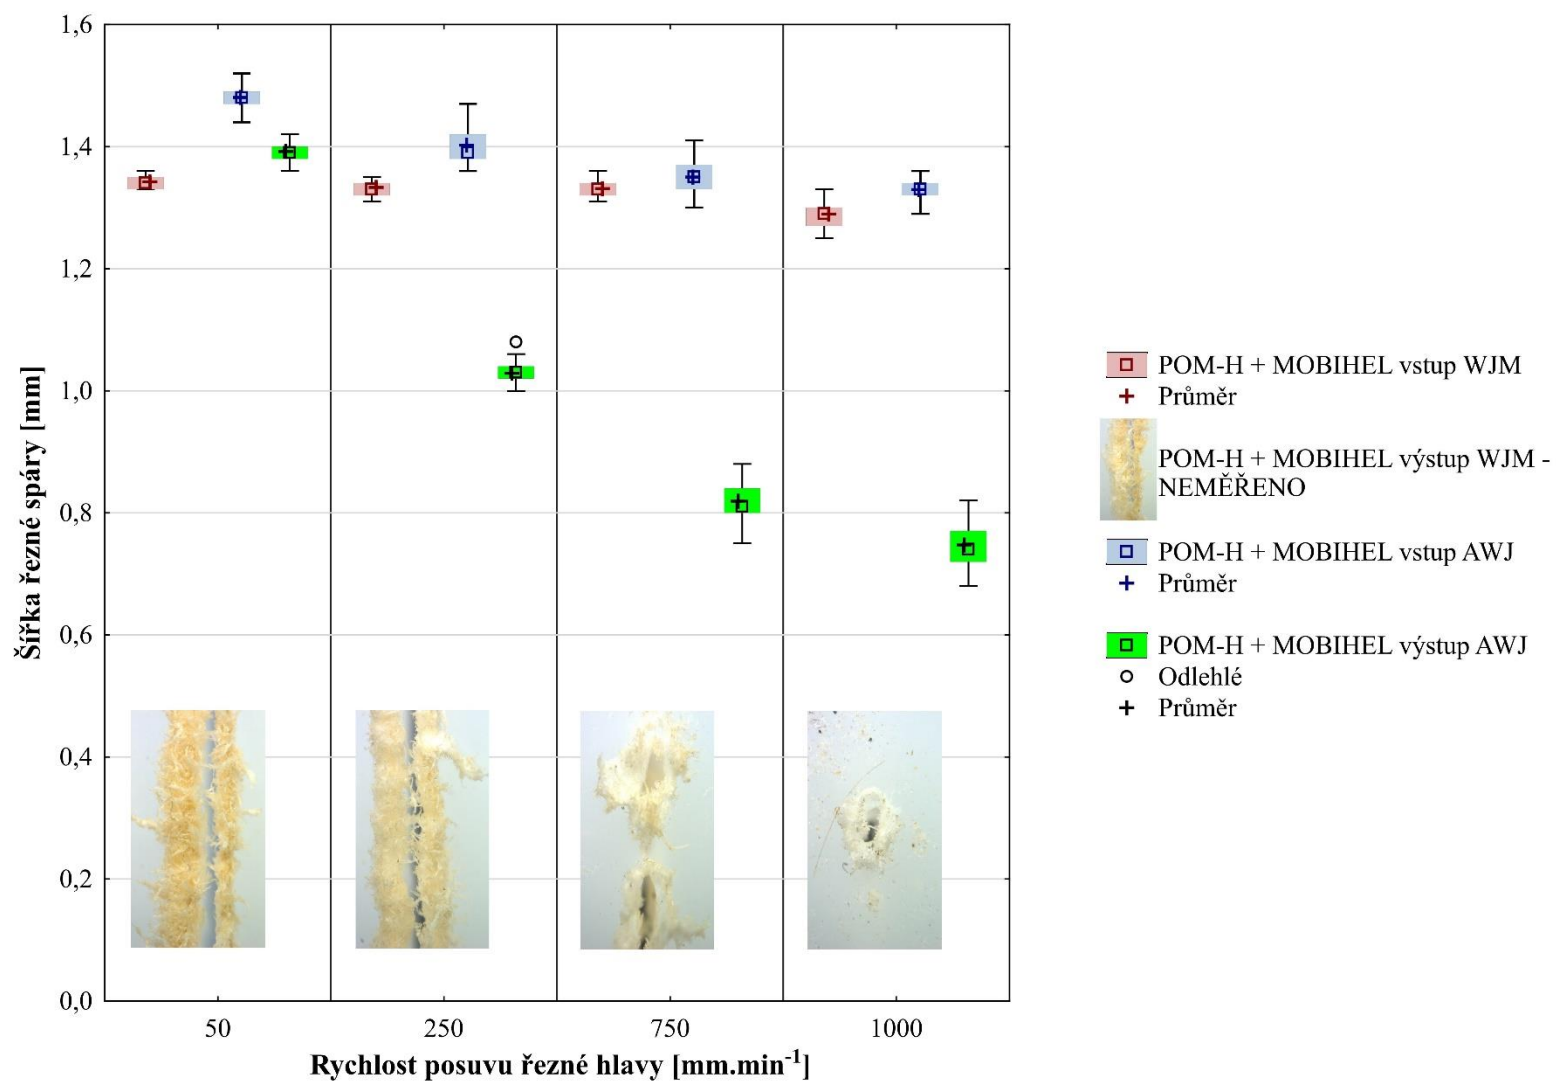 1,6
1,4
1,2
1,0
0,8
0,6
0,4
0,2
0,0
Šířka řezné spáry [mm]
50
250
750
1000
Rychlost posuvu řezné hlavy [mm.min⁻¹]
POM-H + MOBIHEL vstup WJM
Průměr
POM-H + MOBIHEL výstup WJM -
NEMĚŘENO
POM-H + MOBIHEL vstup AWJ
Průměr
POM-H + MOBIHEL výstup AWJ
Odlehlé
Průměr